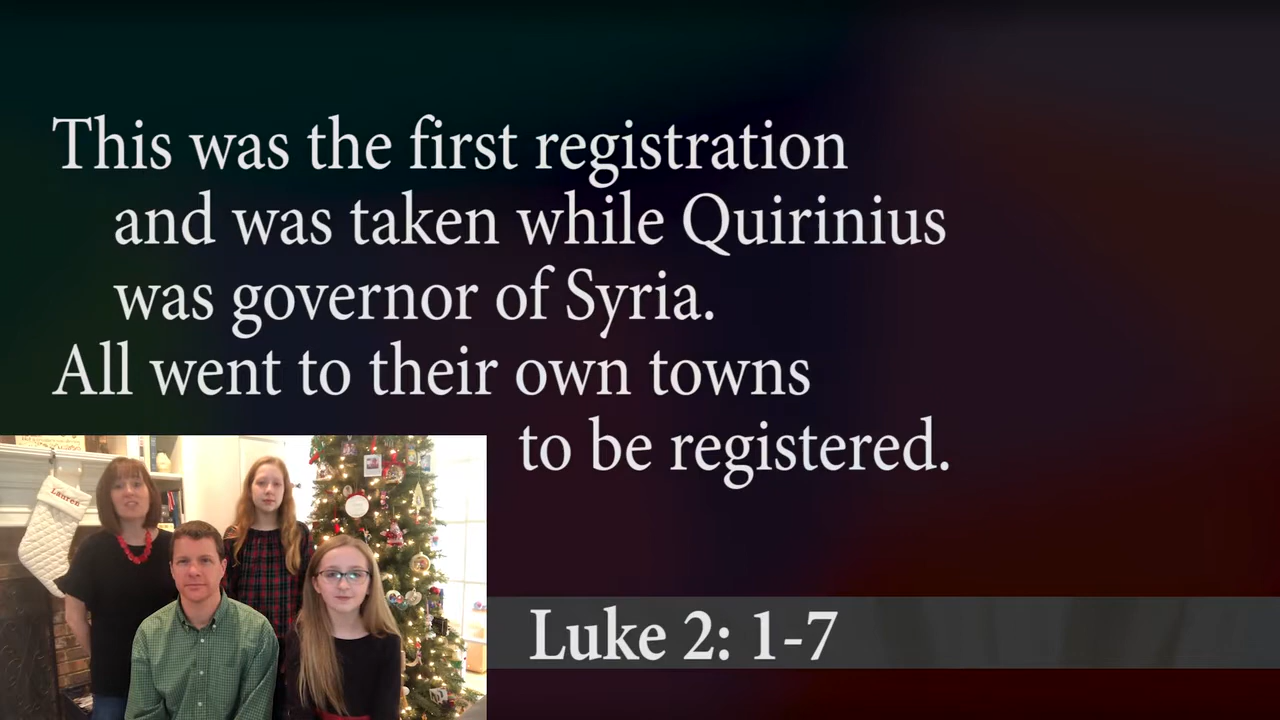 This was the first registration
and was taken while Quirinius
was governor of Syria.
All went to their own towns
to be registered.
Lauren
Luke 2: 1-7